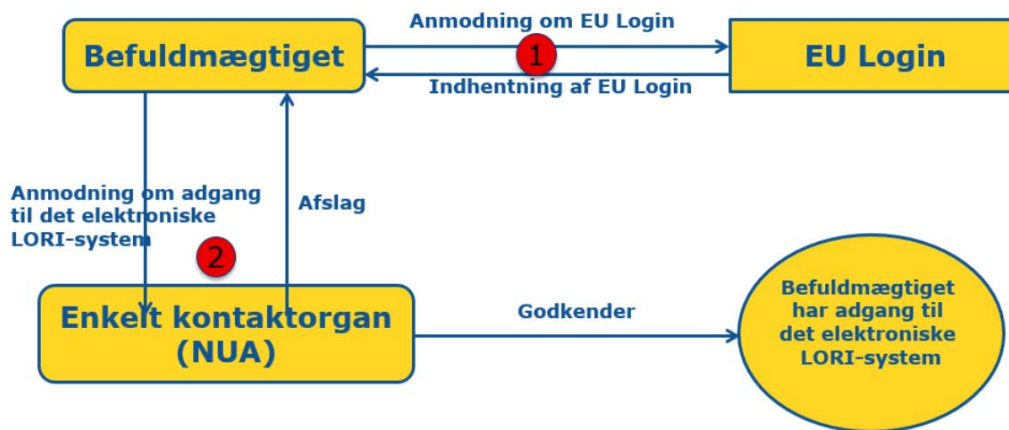 Anmodning om EU Login
Befuldmægtiget
1
EU Login
Indhentning af EU Login
Anmodning om adgang
til det elektroniske
LORI-system
Afslag
2
Enkelt kontaktorgan
(NUA)
Godkender
Befuldmægtiget
har adgang til
det elektroniske
LORI-system